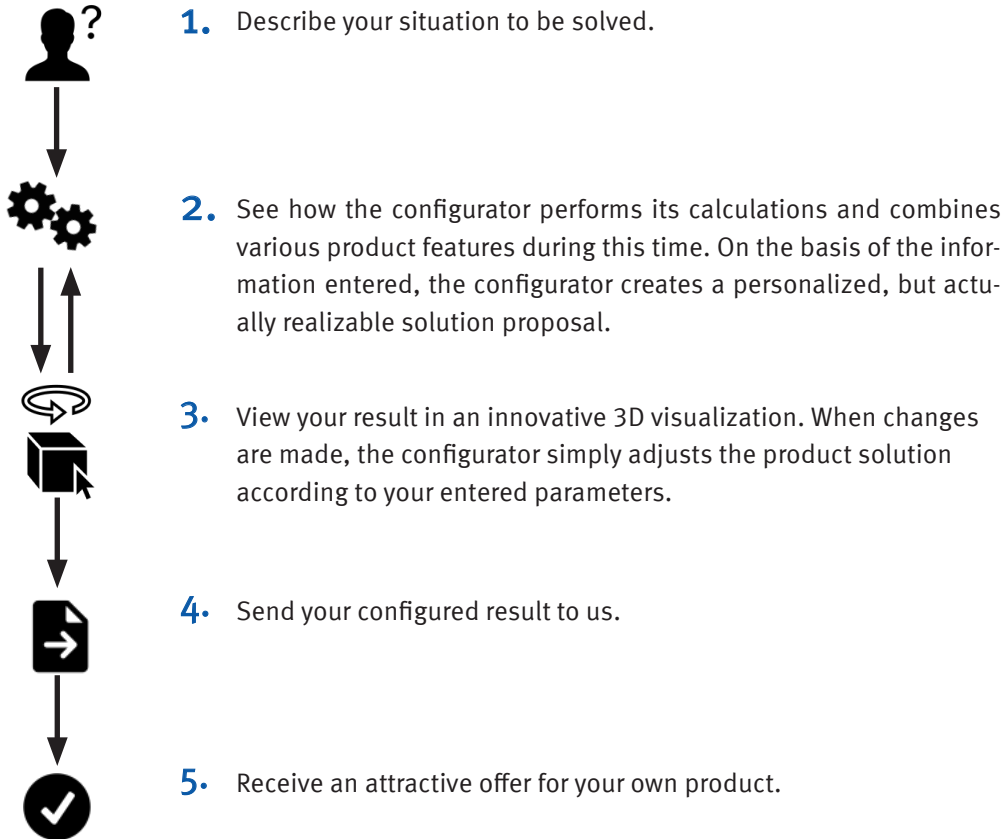 ?
1. Describe your situation to be solved.
2. See how the configurator performs its calculations and combines
various product features during this time. On the basis of the infor-
mation entered, the configurator creates a personalized, but actu-
ally realizable solution proposal.
3. View your result in an innovative 3D visualization. When changes
are made, the configurator simply adjusts the product solution
according to your entered parameters.
4. Send your configured result to us.
5. Receive an attractive offer for your own product.